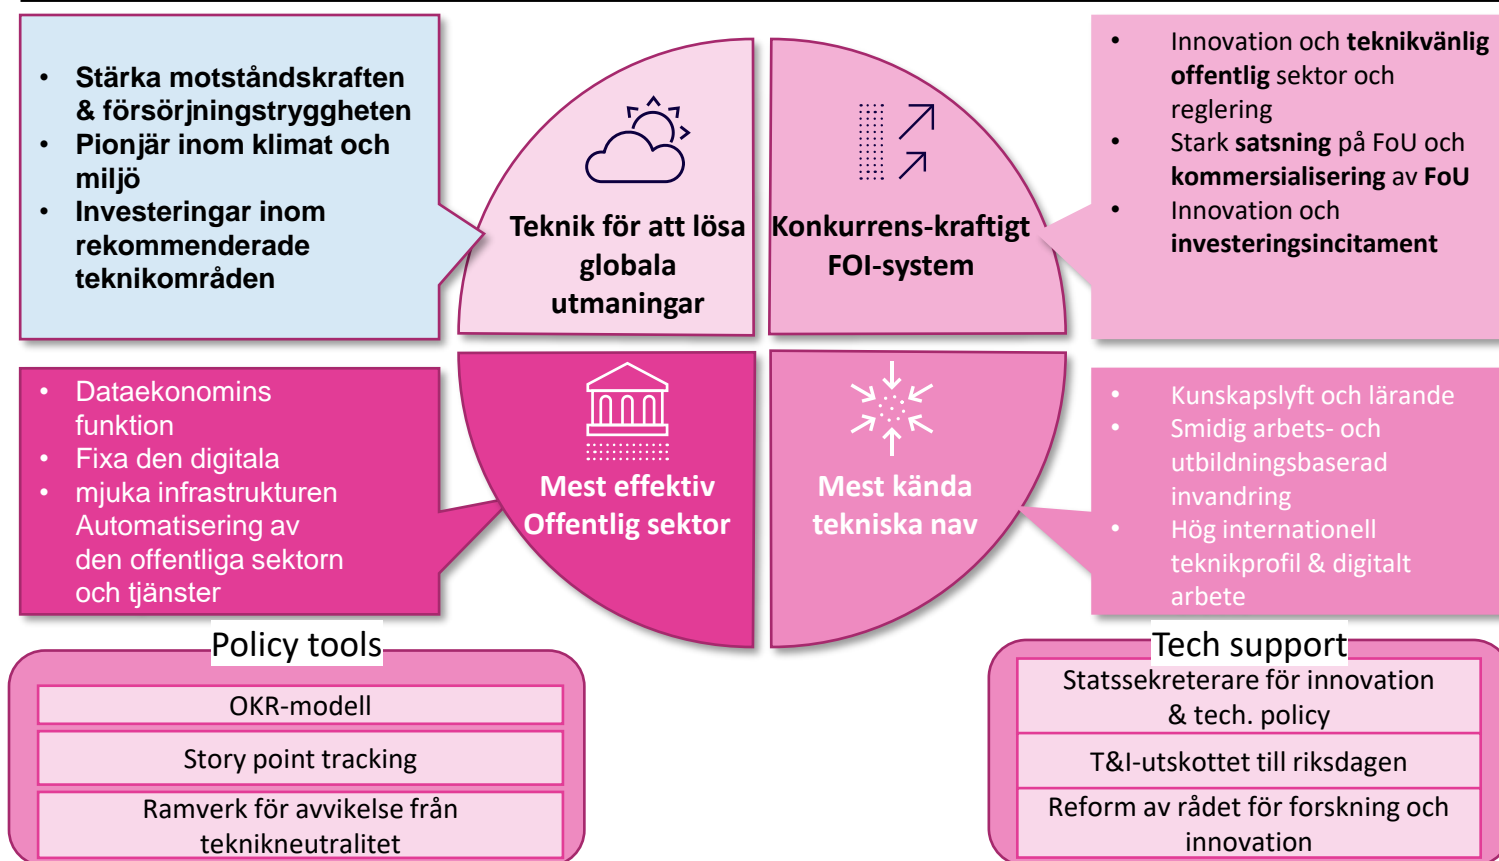 • Stärka motståndskraften
& försörjningstryggheten
• Pionjär inom klimat och
miljö
• Investeringar inom
rekommenderade
teknikområden
Teknik för att lösa
globala
utmaningar
Konkurrens-kraftigt
FOI-system
• Innovation och teknikvänlig
offentlig sektor och
reglering
• Stark satsning på FoU och
kommersialisering av FoU
• Innovation och
investeringsincitament
• Dataekonomins
funktion
• Fixa den digitala
• mjuka infrastrukturen
Automatisering av
den offentliga sektorn
och tjänster
Mest effektiv
Offentlig sektor
Mest kända
tekniska nav
• Kunskapslyft och lärande
• Smidig arbets- och
utbildningsbaserad
invandring
• Hög internationell
teknikprofil & digitalt
arbete
Policy tools
OKR-modell
Story point tracking
Ramverk för avvikelse från
teknikneutralitet
Tech support
Statssekreterare för innovation
& tech. policy
T&I-utskottet till riksdagen
Reform av rådet för forskning och
innovation